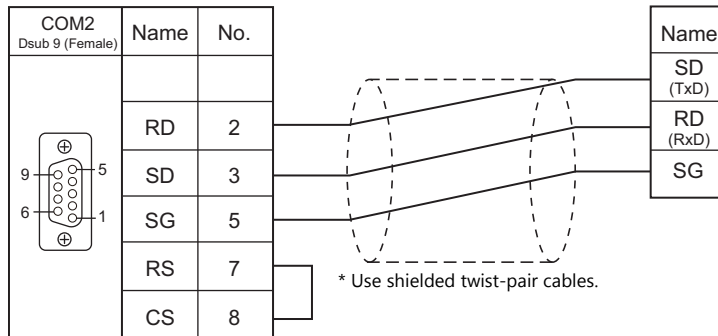 COM2
Dsub 9 (Female)
Name No.
RD 2
SD 3
SG 5
RS 7
CS 8
9 5
6 1
* Use shielded twist-pair cables.
Name
SD
(TxD)
RD
(RxD)
SG